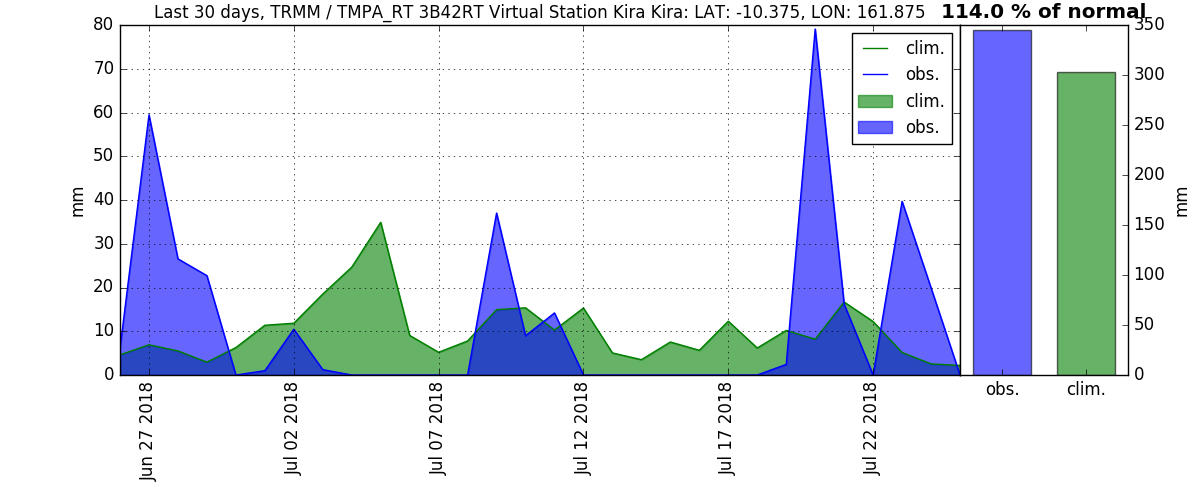 Last 30 days, TRMM / TMPA_RT 3B42RT Virtual Station Kira Kira: LAT: -10.375, LON: 161.875
114.0 % of normal
80
70
60
50
40
30
20
10
0
mm
clim.
obs.
clim.
obs.
350
300
250
200
150
100
50
0
mm
obs.
clim.
Jun 27 2018
Jul 02 2018
Jul 07 2018
Jul 12 2018
Jul 17 2018
Jul 22 2018